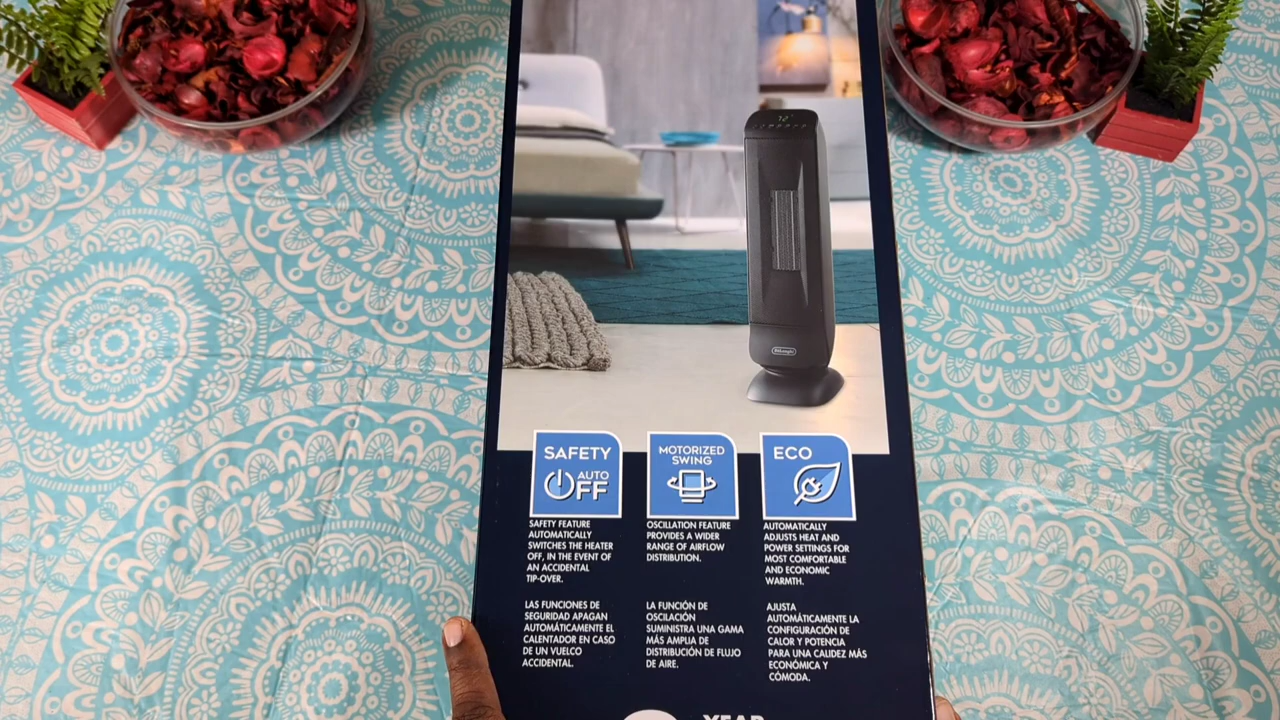 72°
DeLonghi
SAFETY
AUTO
OFF
MOTORIZED
SWING
ECO
SAFETY FEATURE
AUTOMATICALLY
SWITCHES THE HEATER
OFF, IN THE EVENT OF
AN ACCIDENTAL
TIP-OVER.
OSCILLATION FEATURE
PROVIDES A WIDER
RANGE OF AIRFLOW
DISTRIBUTION.
AUTOMATICALLY
ADJUSTS HEAT AND
POWER SETTINGS FOR
MOST COMFORTABLE
AND ECONOMIC
WARMTH.
LAS FUNCIONES DE
SEGURIDAD APAGAN
AUTOMÁTICAMENTE EL
CALENTADOR EN CASO
DE UN VUELCO
ACCIDENTAL.
LA FUNCIÓN DE
OSCILACIÓN
SUMINISTRA UNA GAMA
MÁS AMPLIA DE
DISTRIBUCIÓN DE FLUJO
DE AIRE.
AJUSTA
AUTOMÁTICAMENTE LA
CONFIGURACIÓN DE
CALOR Y POTENCIA
PARA UNA CALIDEZ MÁS
ECONÓMICA Y
CÓMODA.
YEAR